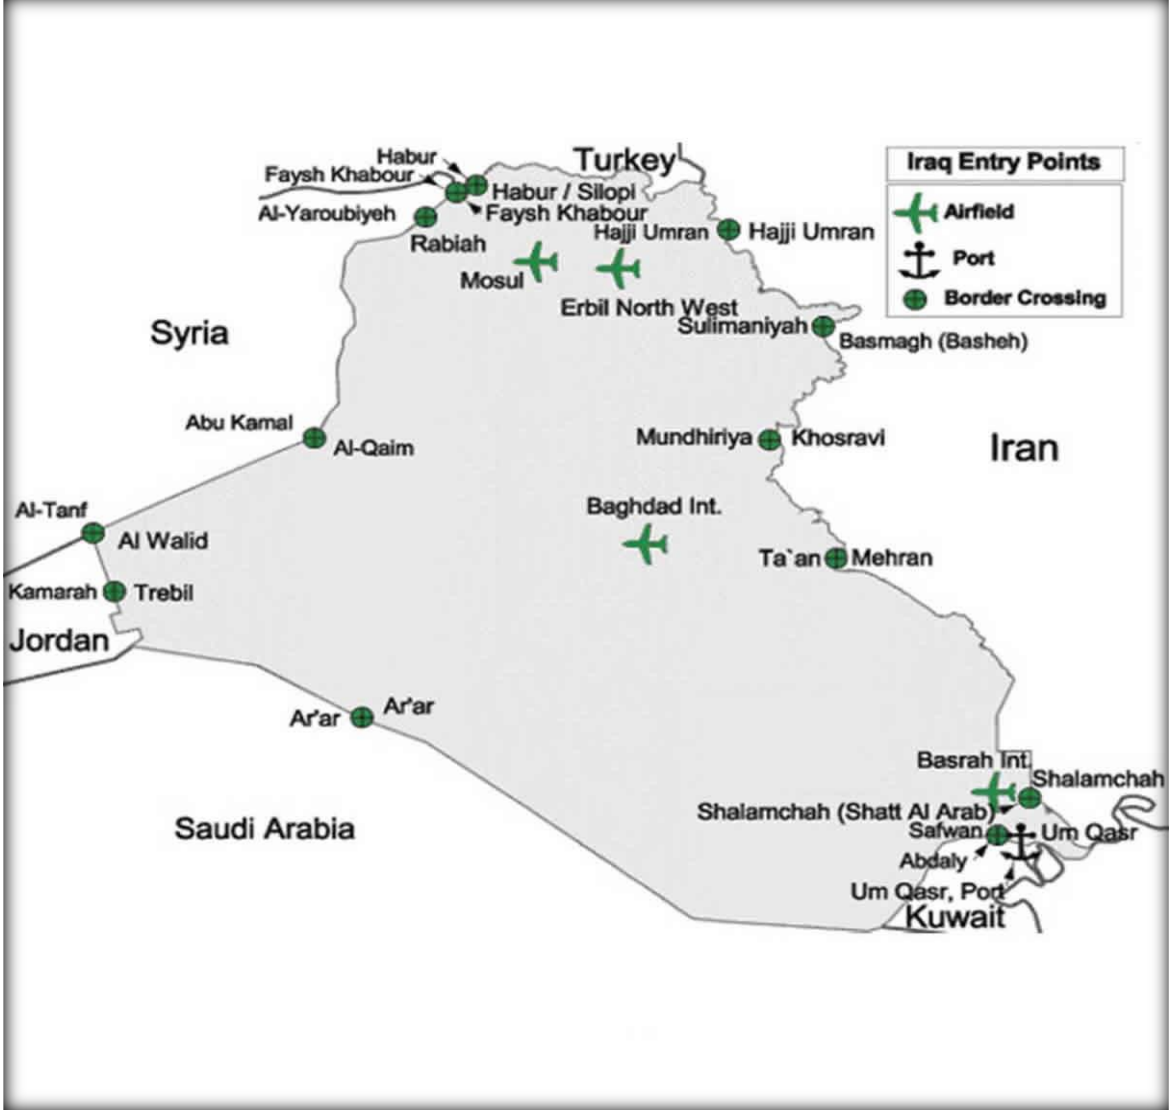 Turkey
Iraq Entry Points
Airfield
Port
Border Crossing
Habur
Faysh Khabour
Habur / Silopi
Al-Yaroubiyeh
Faysh Khabour
Rabiah
Hajji Umran
Hajji Umran
Mosul
Erbil North West
Sulimaniyah
Basmagh (Basheh)
Syria
Abu Kamal
Al-Qaim
Mundhiriya
Khosravi
Iran
Al-Tanf
Al Walid
Baghdad Int.
Ta`an
Mehran
Kamarah
Trebil
Jordan
Ar'ar
Ar'ar
Basrah Int.
Shalamchah
Shalamchah (Shatt Al Arab)
Saudi Arabia
Safwan
Um Qasr
Abdaly
Um Qasr, Port
Kuwait